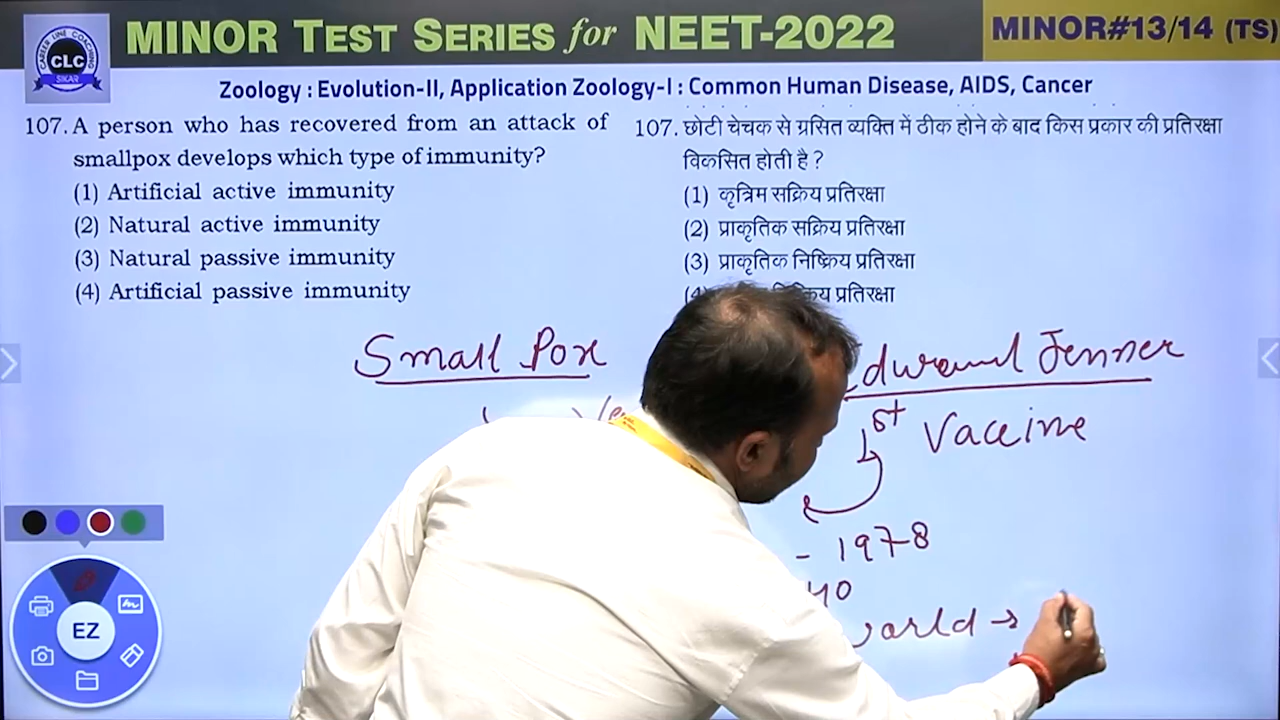 CAREER LINE COACHING
CLC
SIKAR
MINOR TEST SERIES for NEET-2022
MINOR#13/14 (TS)
Zoology : Evolution-II, Application Zoology-I : Common Human Disease, AIDS, Cancer
107. A person who has recovered from an attack of
smallpox develops which type of immunity?
(1) Artificial active immunity
(2) Natural active immunity
(3) Natural passive immunity
(4) Artificial passive immunity
107. छोटी चेचक से ग्रसित व्यक्ति में ठीक होने के बाद किस प्रकार की प्रतिरक्षा
विकसित होती है ?
(1) कृत्रिम सक्रिय प्रतिरक्षा
(2) प्राकृतिक सक्रिय प्रतिरक्षा
(3) प्राकृतिक निष्क्रिय प्रतिरक्षा
प्रतिरक्षा
Small Pox
Jenner
Vaccine
- 1978
EZ